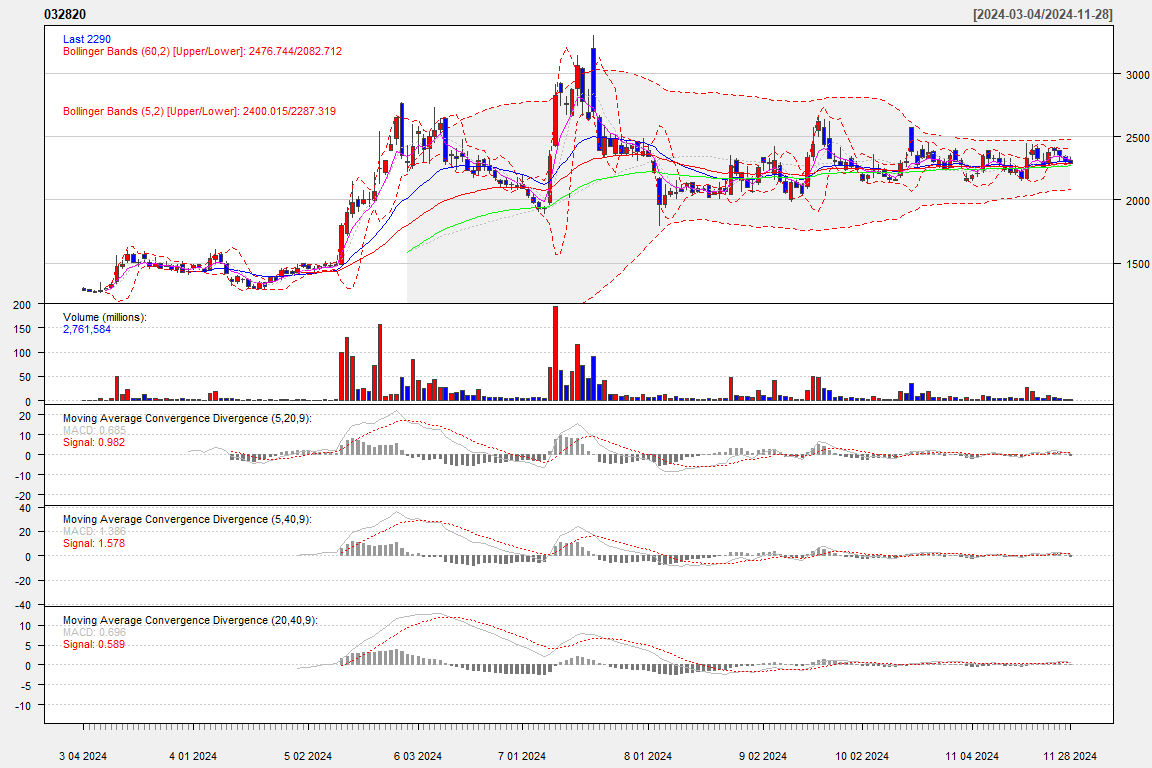 032820 [2024-03-04/2024-11-28]
Last 2290
Bollinger Bands (60,2) [Upper/Lower]: 2476.744/2082.712
Bollinger Bands (5,2) [Upper/Lower]: 2400.015/2287.319
3000
2500
2000
1500
Volume (millions):
2,761,584
200
150
100
50
0
Moving Average Convergence Divergence (5,20,9):
MACD: 0.685
Signal: 0.982
20
10
0
-10
-20
Moving Average Convergence Divergence (5,40,9):
MACD: 1.386
Signal: 1.578
40
20
0
-20
-40
Moving Average Convergence Divergence (20,40,9):
MACD: 0.696
Signal: 0.589
10
5
0
-5
-10
3 04 2024 4 01 2024 5 02 2024 6 03 2024 7 01 2024 8 01 2024 9 02 2024 10 02 2024 11 04 2024 11 28 2024